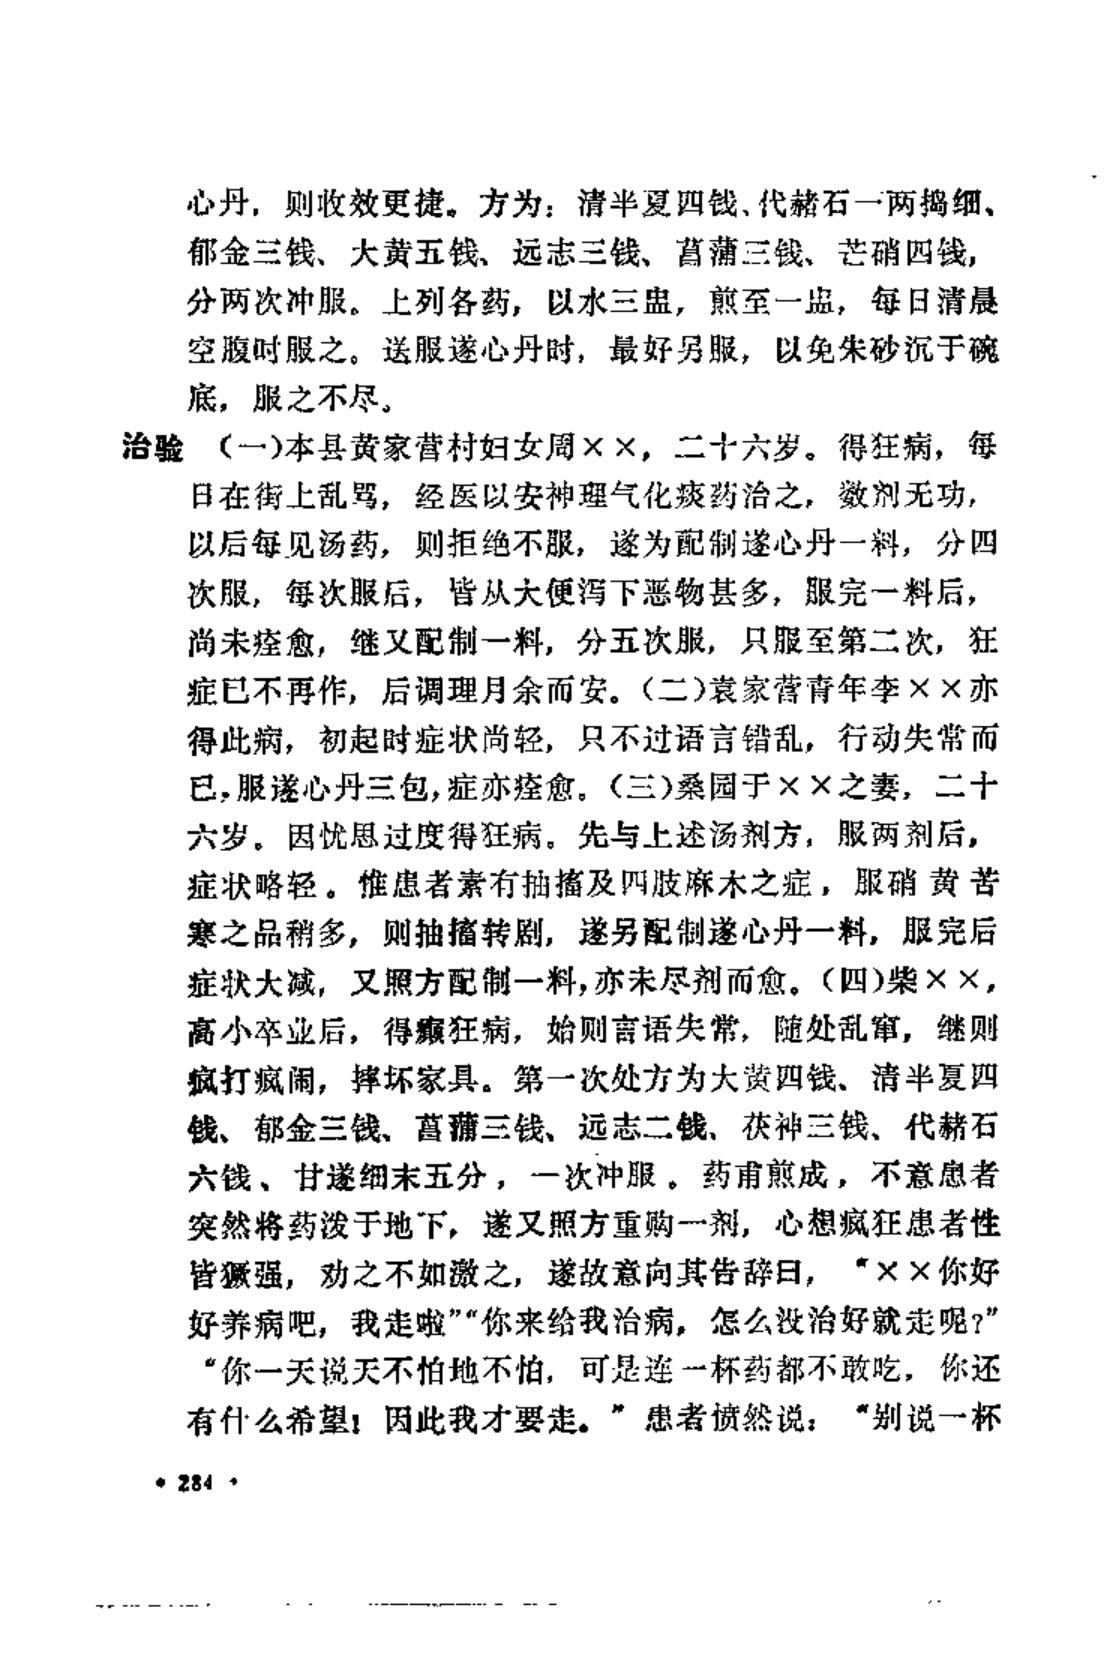 心丹，则收效更捷。方为：清半夏四钱、代赭石一两捣细、
郁金三钱、大黄五钱、远志三钱、菖蒲三钱、芒硝四钱，
分两次冲服。上列各药，以水三盅，煎至一盅，每日清晨
空腹时服之。送服遂心丹时，最好另服，以免朱砂沉于碗
底，服之不尽。
治验 （一）本县黄家营村妇女周××，二十六岁。得狂病，每
日在街上乱骂，经医以安神理气化痰药治之，数剂无功，
以后每见汤药，则拒绝不服，遂为配制遂心丹一料，分四
次服，每次服后，皆从大便泻下恶物甚多，服完一料后，
尚未痊愈，继又配制一料，分五次服，只服至第二次，狂
症已不再作，后调理月余而安。（二）袁家营青年李××亦
得此病，初起时症状尚轻，只不过语言错乱，行动失常而
已，服遂心丹三包，症亦痊愈。（三）桑园于××之妻，二十
六岁。因忧思过度得狂病。先与上述汤剂方，服两剂后，
症状略轻。惟患者素有抽搐及四肢麻木之症，服硝黄苦
寒之品稍多，则抽搐转剧，遂另配制遂心丹一料，服完后
症状大减，又照方配制一料，亦未尽剂而愈。（四）柴××，
高小卒业后，得癫狂病，始则言语失常，随处乱窜，继则
疯打疯闹，摔坏家具。第一次处方为大黄四钱、清半夏四
钱、郁金三钱、菖蒲三钱、远志二钱、茯神三钱、代赭石
六钱、甘遂细末五分，一次冲服。药甫煎成，不意患者
突然将药泼于地下，遂又照方重购一剂，心想疯狂患者性
皆獗强，劝之不如激之，遂故意向其告辞曰，“××你好
好养病吧，我走啦”“你来给我治病，怎么没治好就走呢？”
“你一天说天不怕地不怕，可是连一杯药都不敢吃，你还
有什么希望！因此我才要走。”患者愤然说：“别说一杯
• 284 •